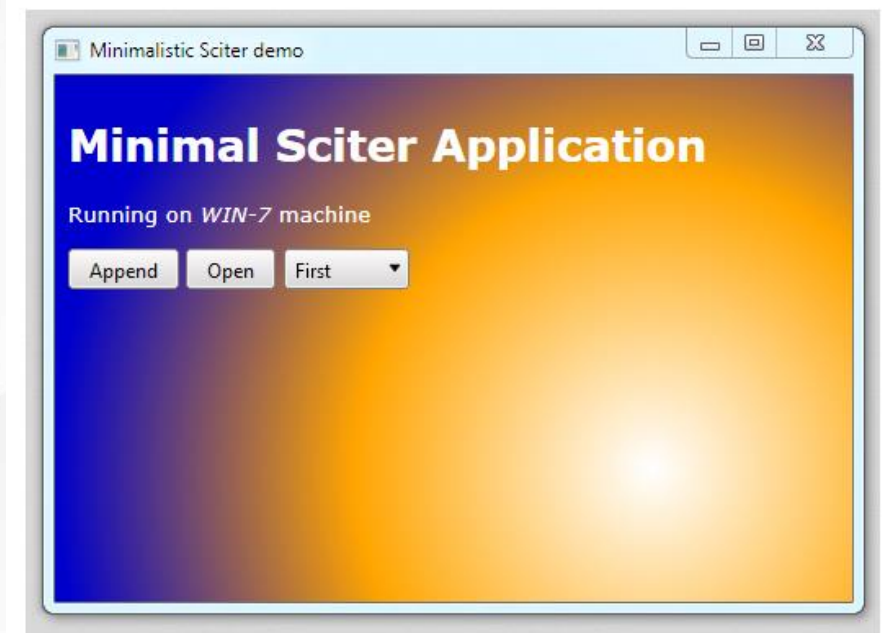 Minimalistic Sciter demo
Minimal Sciter Application
Running on WIN-7 machine
Append Open First